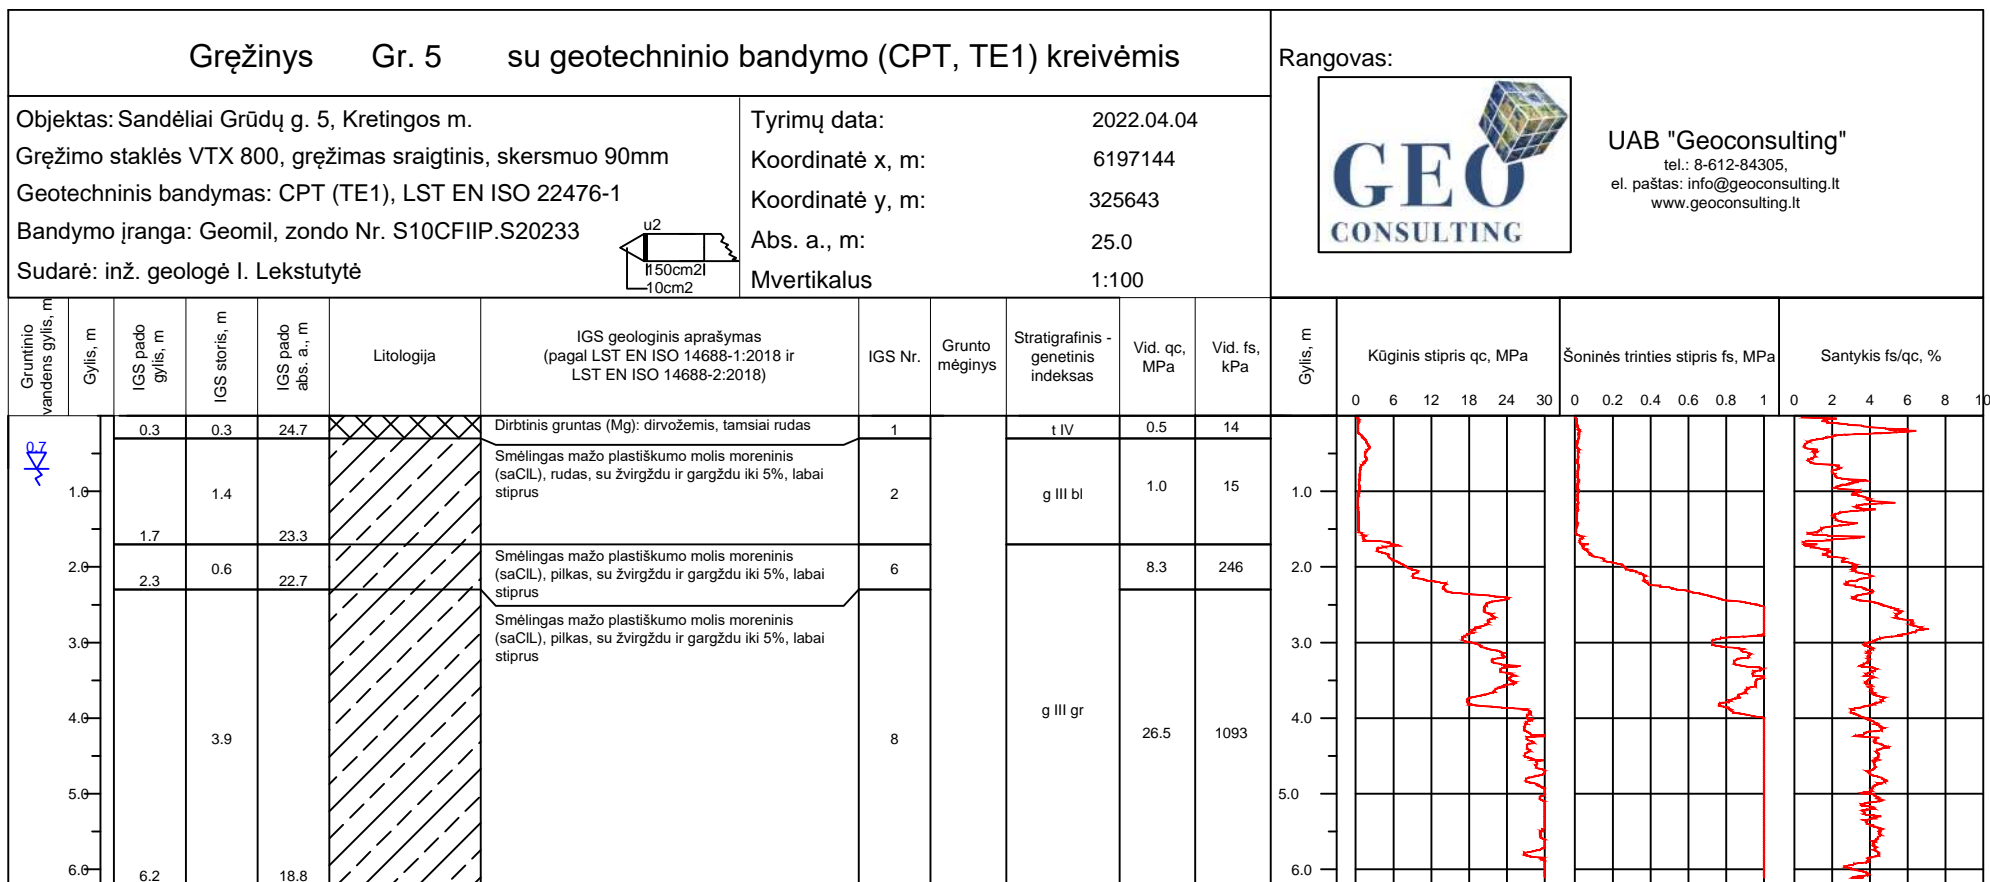 Gręžinys Gr. 5 su geotechninio bandymo (CPT, TE1) kreivėmis
Objektas: Sandėliai Grūdų g. 5, Kretingos m.
Gręžimo staklės VTX 800, gręžimas sraigtinis, skersmuo 90mm
Geotechninis bandymas: CPT (TE1), LST EN ISO 22476-1
Bandymo įranga: Geomil, zondo Nr. S10CFIIP.S20233
Sudarė: inž. geologė I. Lekstutytė
u2
150cm2
10cm2
Tyrimų data: 2022.04.04
Koordinatė x, m: 6197144
Koordinatė y, m: 325643
Abs. a., m: 25.0
Mvertikalus 1:100
Rangovas:
GEO
CONSULTING
UAB "Geoconsulting"
tel.: 8-612-84305,
el. paštas: info@geoconsulting.lt
www.geoconsulting.lt
Gruntinio
vandens gylis, m
Gylis, m
IGS pado
gylis, m
IGS storis, m
IGS pado
abs. a., m
Litologija
IGS geologinis aprašymas
(pagal LST EN ISO 14688-1:2018 ir
LST EN ISO 14688-2:2018)
IGS Nr.
Grunto
mėginys
Stratigrafinis -
genetinis
indeksas
Vid. qc,
MPa
Vid. fs,
kPa
Gylis, m
Kūginis stipris qc, MPa
0 6 12 18 24 30
Šoninės trinties stipris fs, MPa
0 0.2 0.4 0.6 0.8 1
Santykis fs/qc, %
0 2 4 6 8 10
0.7
1.0
2.0
3.0
4.0
5.0
6.0
0.3 0.3 24.7
Dirbtinis gruntas (Mg): dirvožemis, tamsiai rudas
1 t IV 0.5 14
1.7 1.4 23.3
Smėlingas mažo plastiškumo molis moreninis
(saClL), rudas, su žvirgždu ir gargždu iki 5%, labai
stiprus
2 g III bl 1.0 15
2.3 0.6 22.7
Smėlingas mažo plastiškumo molis moreninis
(saClL), pilkas, su žvirgždu ir gargždu iki 5%, labai
stiprus
6 8.3 246
6.2 3.9 18.8
Smėlingas mažo plastiškumo molis moreninis
(saClL), pilkas, su žvirgždu ir gargždu iki 5%, labai
stiprus
8 g III gr 26.5 1093
1.0
2.0
3.0
4.0
5.0
6.0